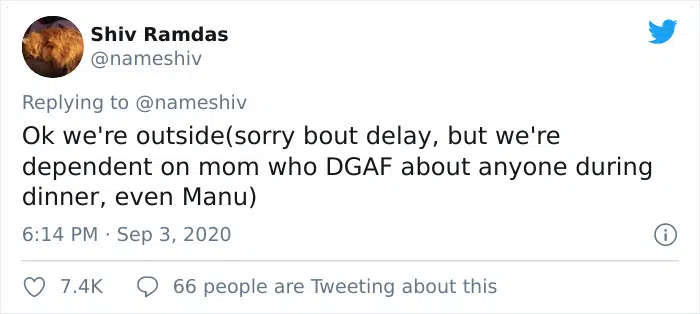 Shiv Ramdas
@nameshiv
Replying to @nameshiv
Ok we're outside(sorry bout delay, but we're
dependent on mom who DGAF about anyone during
dinner, even Manu)
6:14 PM · Sep 3, 2020
7.4K 66 people are Tweeting about this